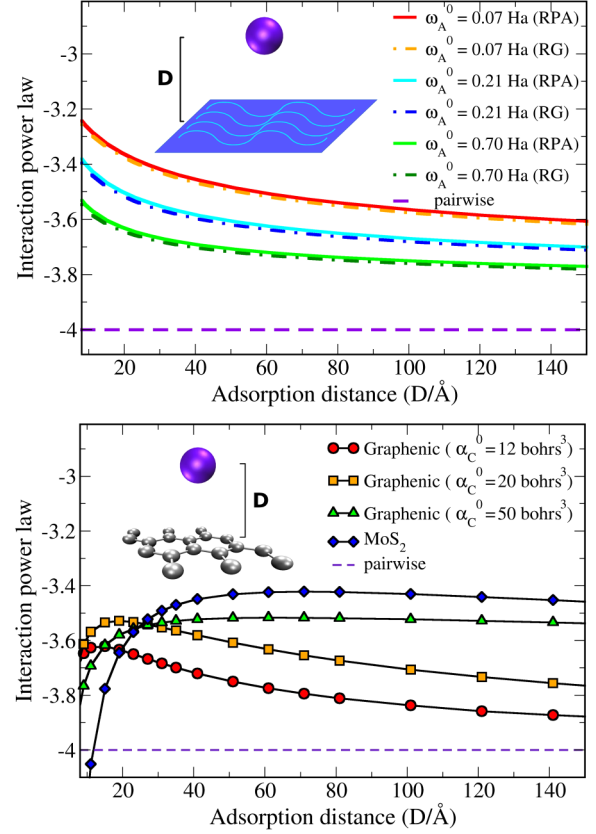 ω_A^0 = 0.07 Ha (RPA)
ω_A^0 = 0.07 Ha (RG)
ω_A^0 = 0.21 Ha (RPA)
ω_A^0 = 0.21 Ha (RG)
ω_A^0 = 0.70 Ha (RPA)
ω_A^0 = 0.70 Ha (RG)
pairwise
D
Interaction power law
-3
-3.2
-3.4
-3.6
-3.8
-4
20 40 60 80 100 120 140
Adsorption distance (D/Å)
Graphenic ( α_C^0 = 12 bohrs^3)
Graphenic ( α_C^0 = 20 bohrs^3)
Graphenic ( α_C^0 = 50 bohrs^3)
MoS_2
pairwise
D
Interaction power law
-3
-3.2
-3.4
-3.6
-3.8
-4
20 40 60 80 100 120 140
Adsorption distance (D/Å)